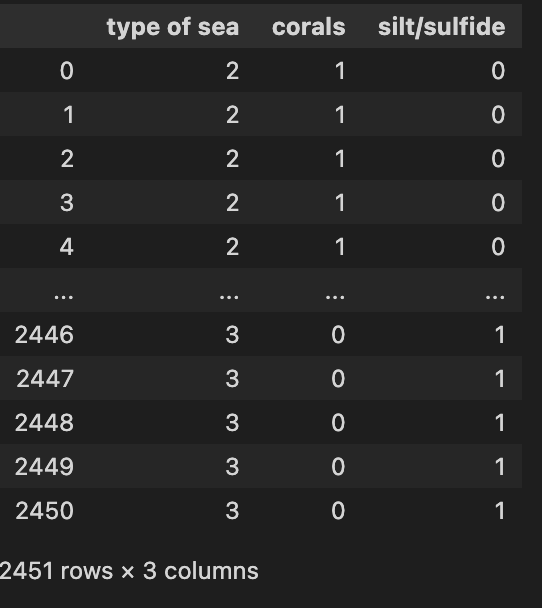 type of sea corals silt/sulfide
0 2 1 0
1 2 1 0
2 2 1 0
3 2 1 0
4 2 1 0
... ... ... ...
2446 3 0 1
2447 3 0 1
2448 3 0 1
2449 3 0 1
2450 3 0 1
2451 rows × 3 columns